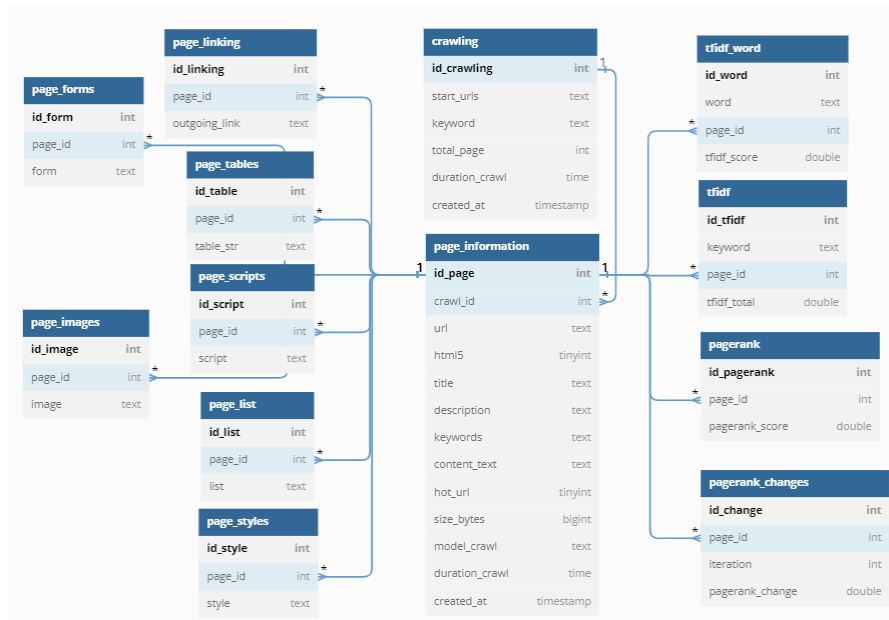 page_linking
id_linking int
page_id int *
outgoing_link text
page_forms
id_form int
page_id int *
form text
page_tables
id_table int
page_id int *
table_str text
page_scripts
id_script int
page_id int *
script text
page_images
id_image int
page_id int *
image text
page_list
id_list int
page_id int *
list text
page_styles
id_style int
page_id int *
style text
crawling
id_crawling int 1
start_urls text
keyword text
total_page int
duration_crawl time
created_at timestamp
page_information
1 id_page int 1
crawl_id int *
url text
html5 tinyint
title text
description text
keywords text
content_text text
hot_url tinyint
size_bytes bigint
model_crawl text
duration_crawl time
created_at timestamp
tfidf_word
id_word int
word text
* page_id int
tfidf_score double
tfidf
id_tfidf int
keyword text
* page_id int
tfidf_total double
pagerank
id_pagerank int
* page_id int
pagerank_score double
pagerank_changes
id_change int
* page_id int
iteration int
pagerank_change double